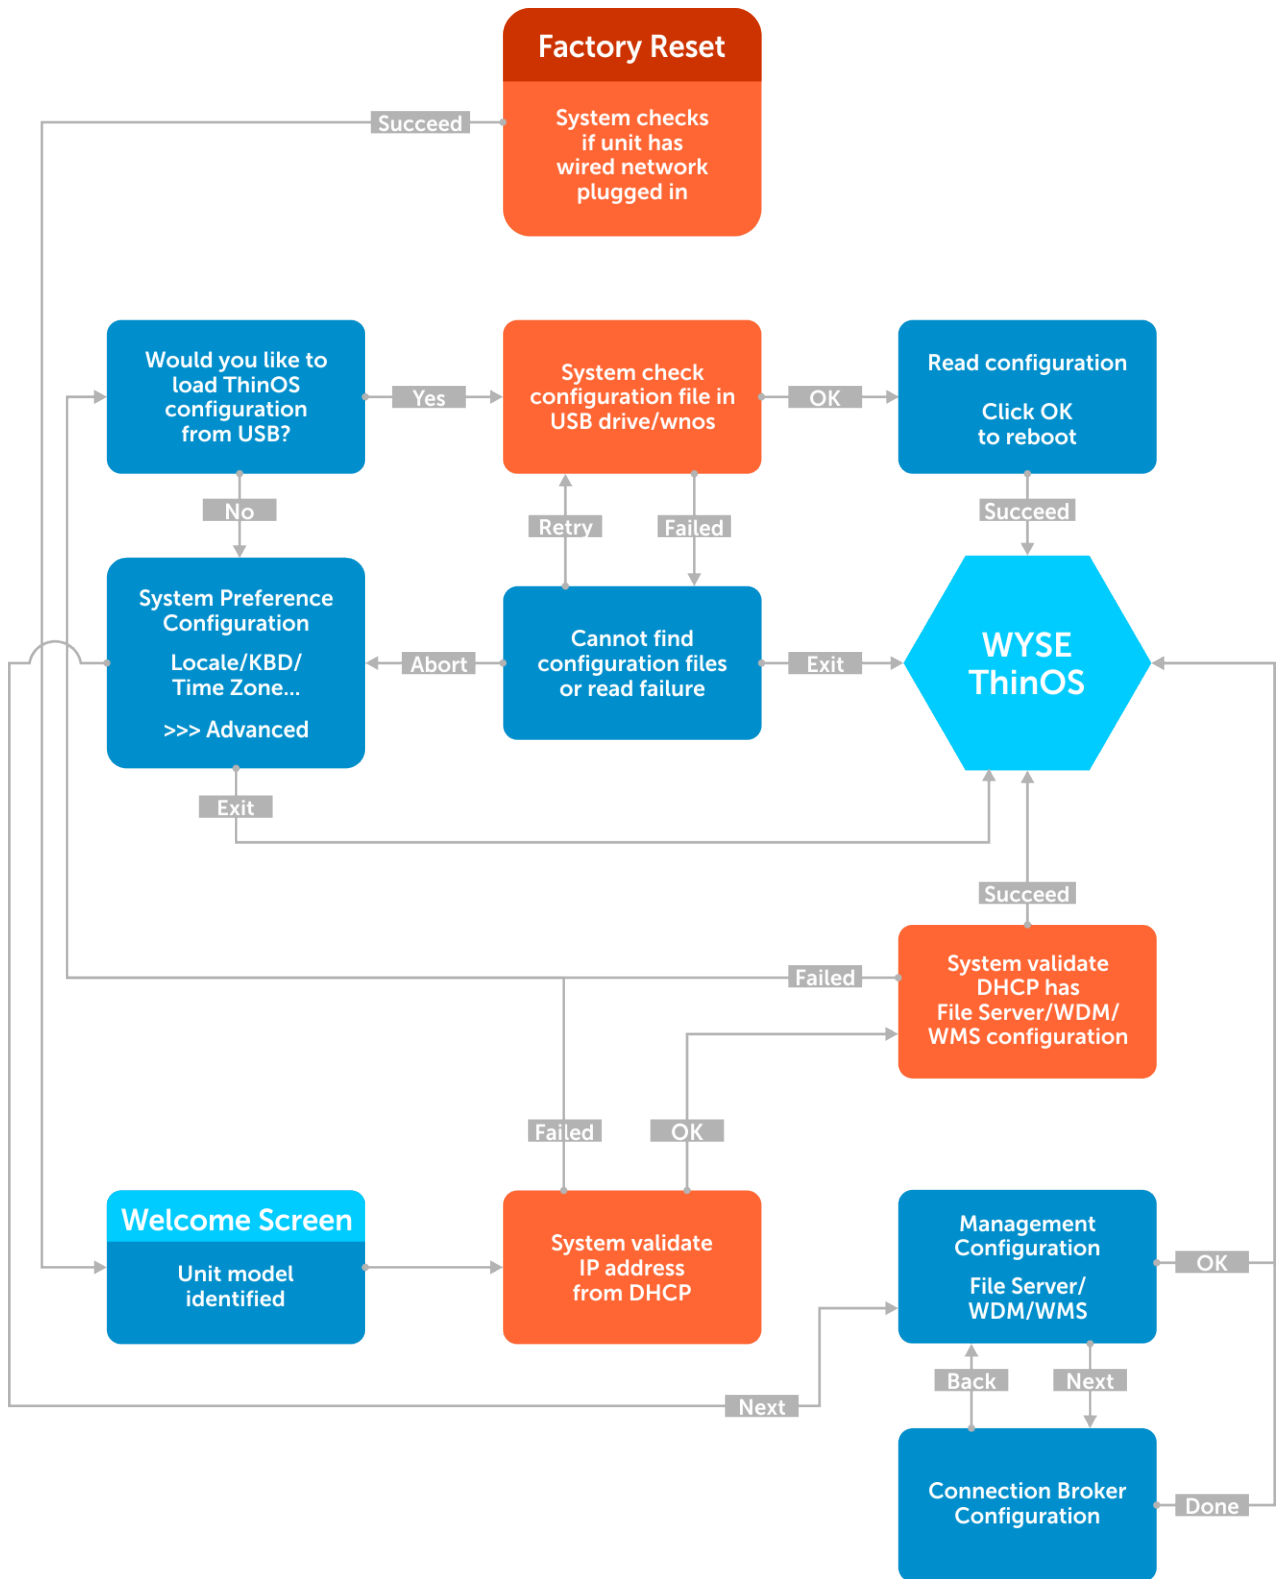 Factory Reset
System checks
if unit has
wired network
plugged in
Succeed
Would you like to
load ThinOS
configuration
from USB?
Yes
System check
configuration file in
USB drive/wnos
OK
Read configuration
Click OK
to reboot
No
Retry
Failed
Succeed
System Preference
Configuration
Locale/KBD/
Time Zone...
>>> Advanced
Abort
Cannot find
configuration files
or read failure
Exit
WYSE
ThinOS
Exit
Succeed
Failed
System validate
DHCP has
File Server/WDM/
WMS configuration
Failed
OK
Welcome Screen
Unit model
identified
System validate
IP address
from DHCP
Management
Configuration
File Server/
WDM/WMS
OK
Next
Back
Next
Connection Broker
Configuration
Done